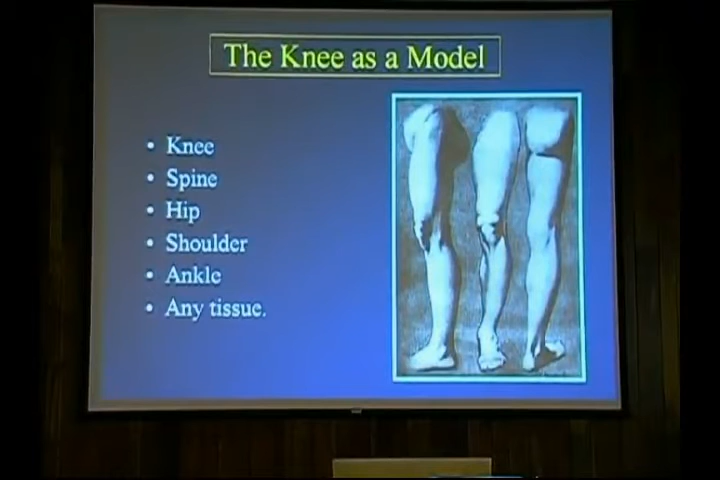 The Knee as a Model
• Knee
• Spine
• Hip
• Shoulder
• Ankle
• Any tissue.